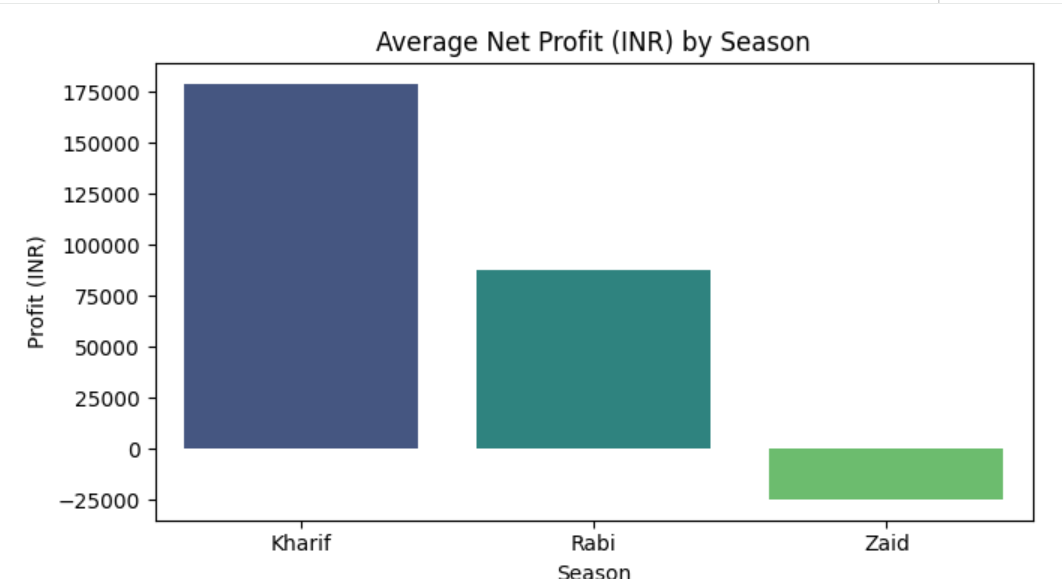 Average Net Profit (INR) by Season
175000
150000
125000
100000
75000
50000
25000
0
−25000
Profit (INR)
Kharif Rabi Zaid
Season